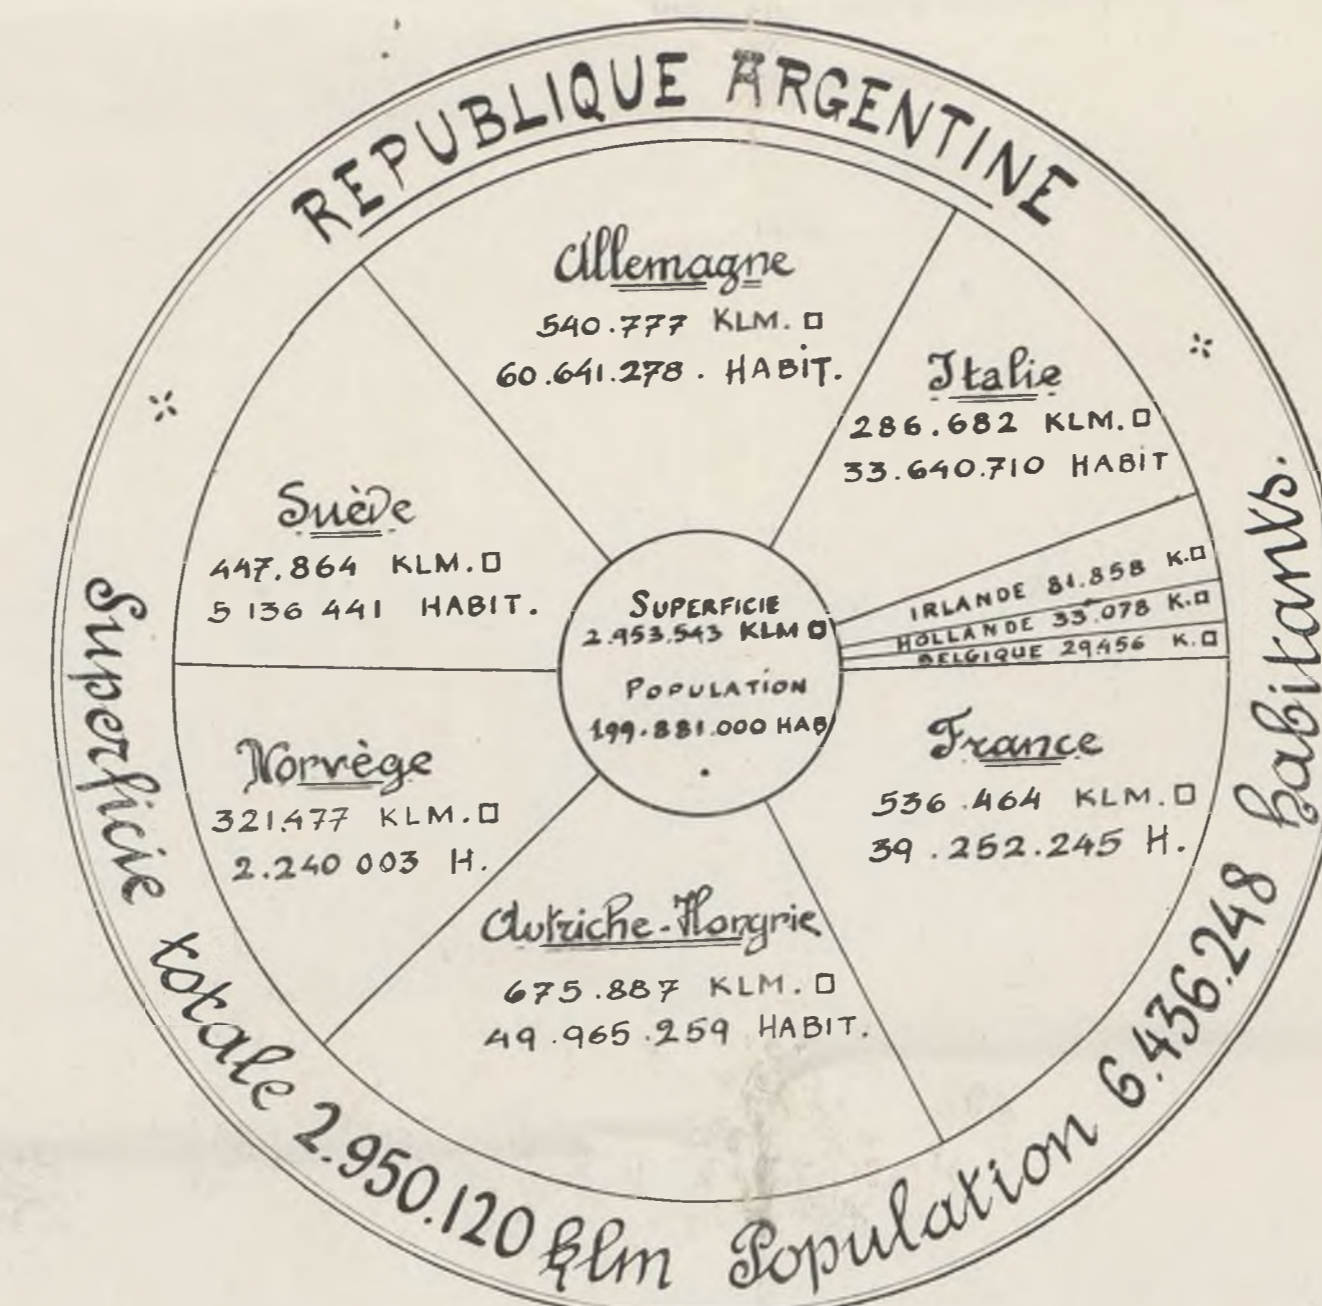 REPUBLIQUE ARGENTINE
Allemagne
540.777 KLM. □
60.641.278. HABIT.
Italie
286.682 KLM. □
33.640.710 HABIT
IRLANDE 81.858 K.□
HOLLANDE 33.078 K.□
BELGIQUE 29456 K.□
France
536.464 KLM. □
39.252.245 H.
Autriche-Hongrie
675.887 KLM. □
49.965.259 HABIT.
Norvège
321.477 KLM. □
2.240 003 H.
Suède
447.864 KLM. □
5 136 441 HABIT.
SUPERFICIE
2.953.543 KLM □
POPULATION
199.881.000 HAB
Superficie totale 2.950.120 klm Population 6.436.248 habitants.